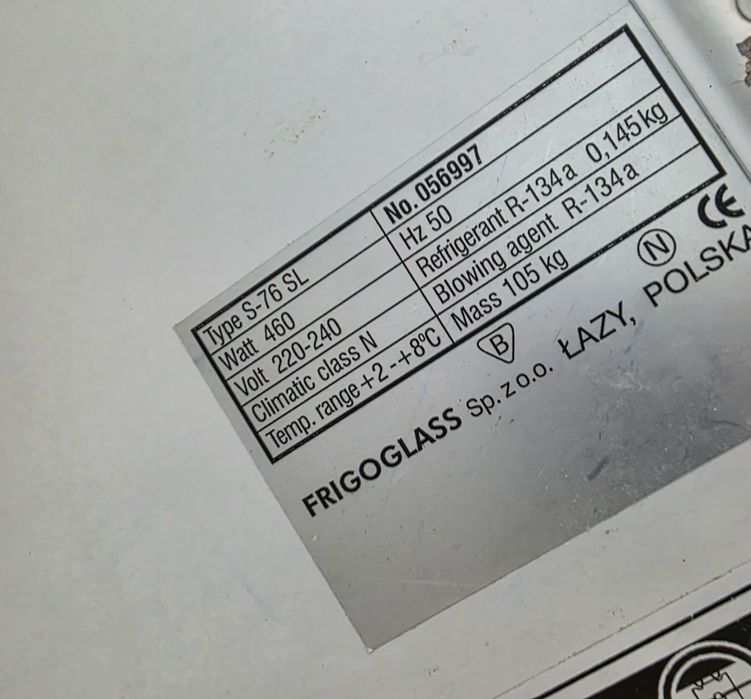 Type S-76 SL No. 056997
Watt 460 Hz 50
Volt 220-240 Refrigerant R-134a 0,145kg
Climatic class N Blowing agent R-134a
Temp. range +2 - +8ºC Mass 105 kg
B N CE
FRIGOGLASS Sp. z o.o. ŁAZY, POLSKA